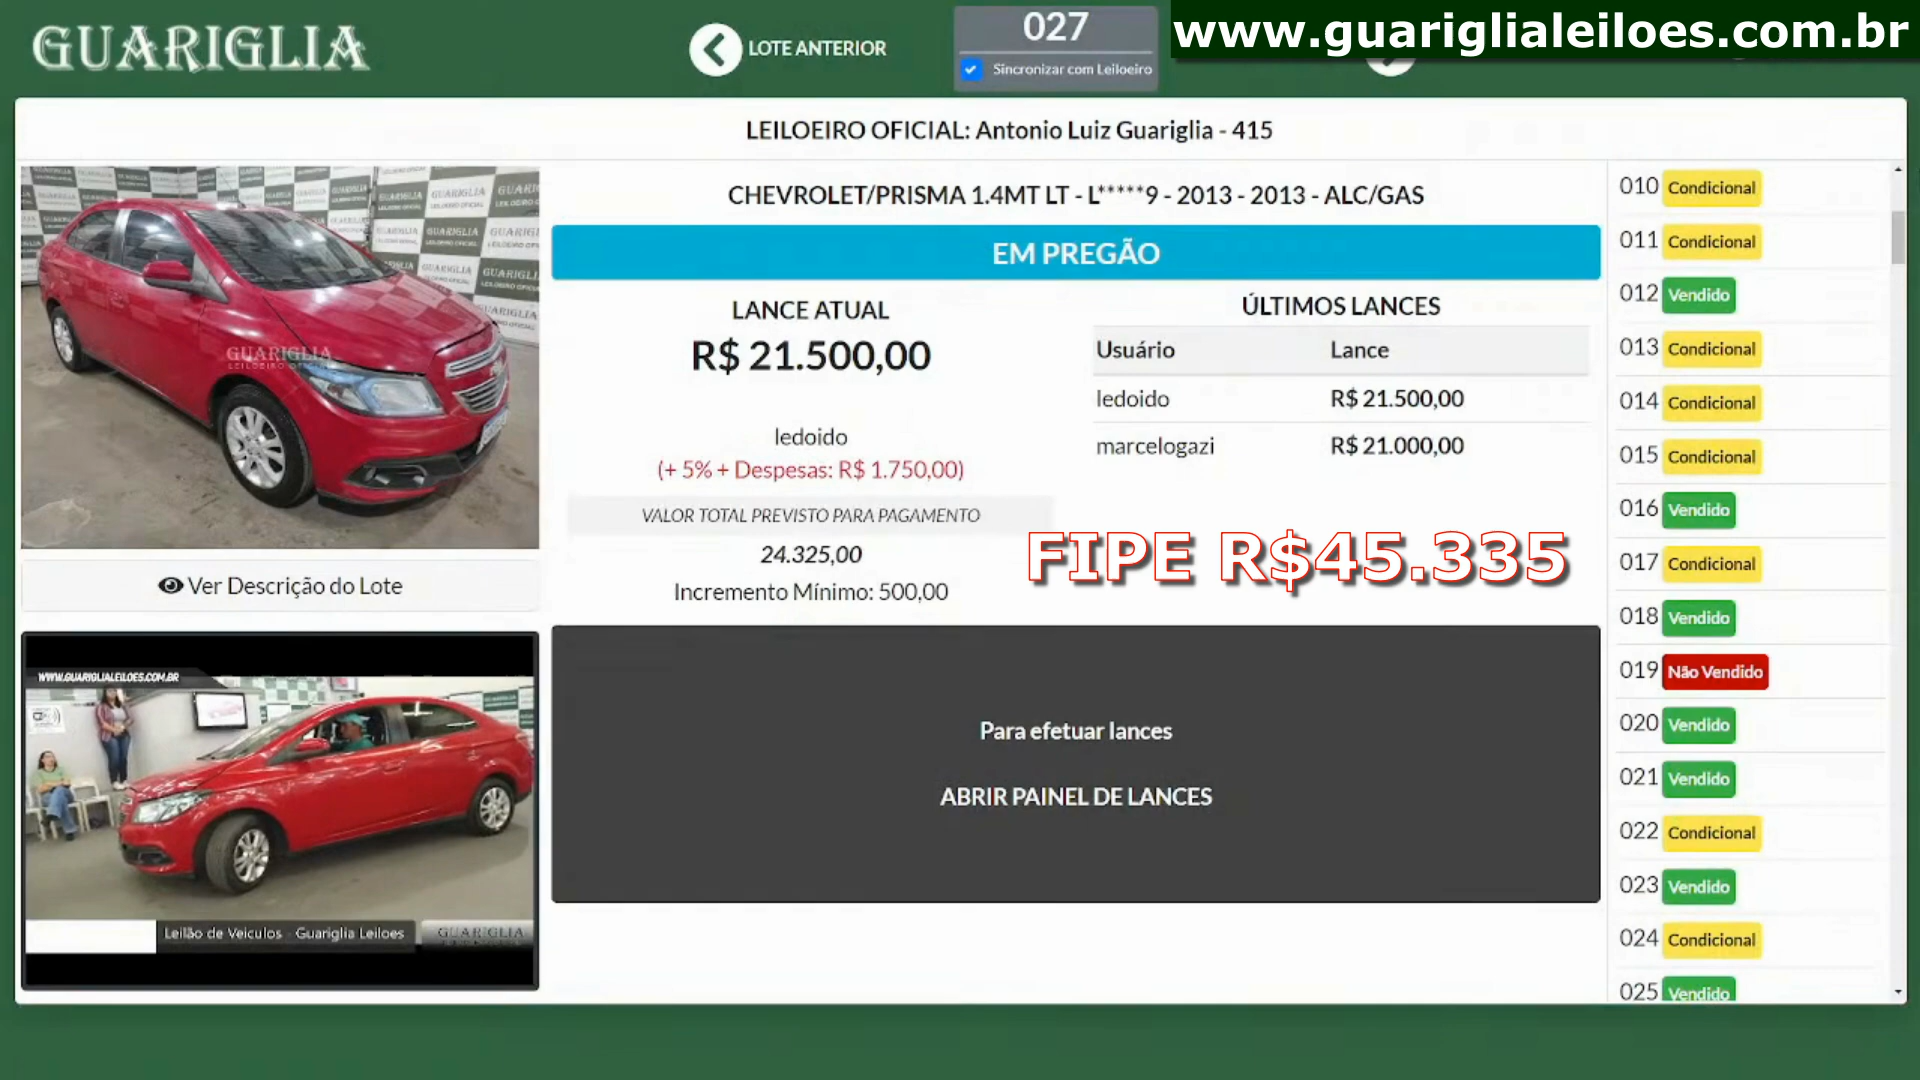 GUARIGLIA
LOTE ANTERIOR
027
Sincronizar com Leiloeiro
www.guariglialeiloes.com.br
LEILOEIRO OFICIAL: Antonio Luiz Guariglia - 415
CHEVROLET/PRISMA 1.4MT LT - L*****9 - 2013 - 2013 - ALC/GAS
EM PREGÃO
LANCE ATUAL
R$ 21.500,00
ledoido
(+ 5% + Despesas: R$ 1.750,00)
VALOR TOTAL PREVISTO PARA PAGAMENTO
24.325,00
Incremento Mínimo: 500,00
ÚLTIMOS LANCES
Usuário Lance
ledoido R$ 21.500,00
marcelogazi R$ 21.000,00
FIPE R$45.335
Para efetuar lances
ABRIR PAINEL DE LANCES
GUARIGLIA
LEILOEIRO OFICIAL
Ver Descrição do Lote
WWW.GUARIGLIALEILOES.COM.BR
Leilão de Veiculos - Guariglia Leiloes
GUARIGLIA
010 Condicional
011 Condicional
012 Vendido
013 Condicional
014 Condicional
015 Condicional
016 Vendido
017 Condicional
018 Vendido
019 Não Vendido
020 Vendido
021 Vendido
022 Condicional
023 Vendido
024 Condicional
025 Vendido